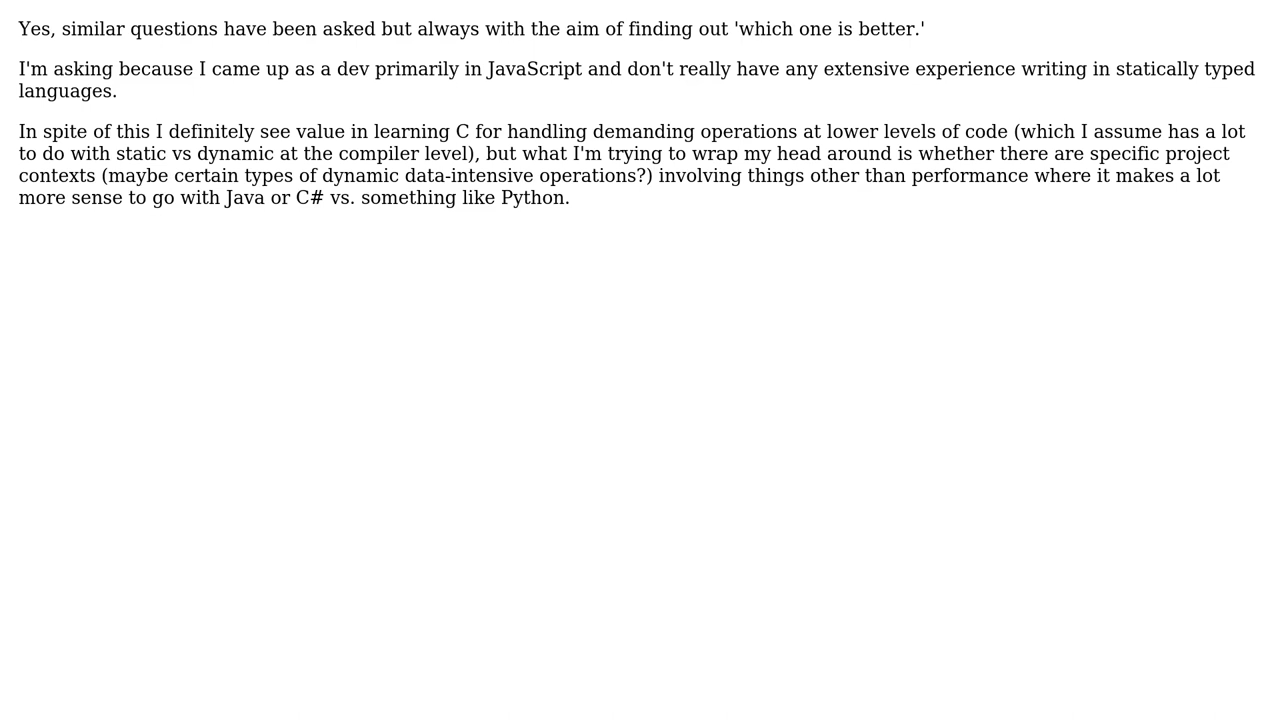 Yes, similar questions have been asked but always with the aim of finding out 'which one is better.'
I'm asking because I came up as a dev primarily in JavaScript and don't really have any extensive experience writing in statically typed
languages.
In spite of this I definitely see value in learning C for handling demanding operations at lower levels of code (which I assume has a lot
to do with static vs dynamic at the compiler level), but what I'm trying to wrap my head around is whether there are specific project
contexts (maybe certain types of dynamic data-intensive operations?) involving things other than performance where it makes a lot
more sense to go with Java or C# vs. something like Python.